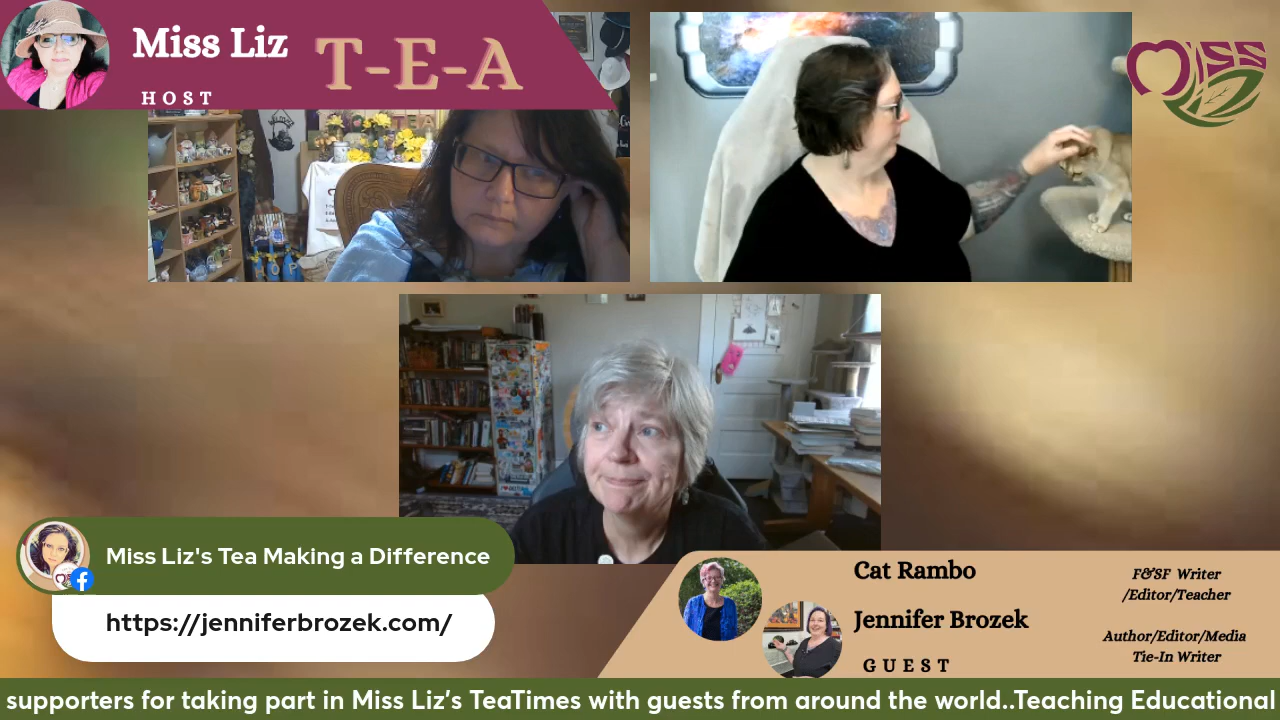 Miss Liz
T-E-A
HOST
MISS
Miss Liz's Tea Making a Difference
https://jenniferbrozek.com/
Cat Rambo
F&SF Writer
/Editor/Teacher
Jennifer Brozek
Author/Editor/Media
Tie-In Writer
GUEST
supporters for taking part in Miss Liz's TeaTimes with guests from around the world..Teaching Educational